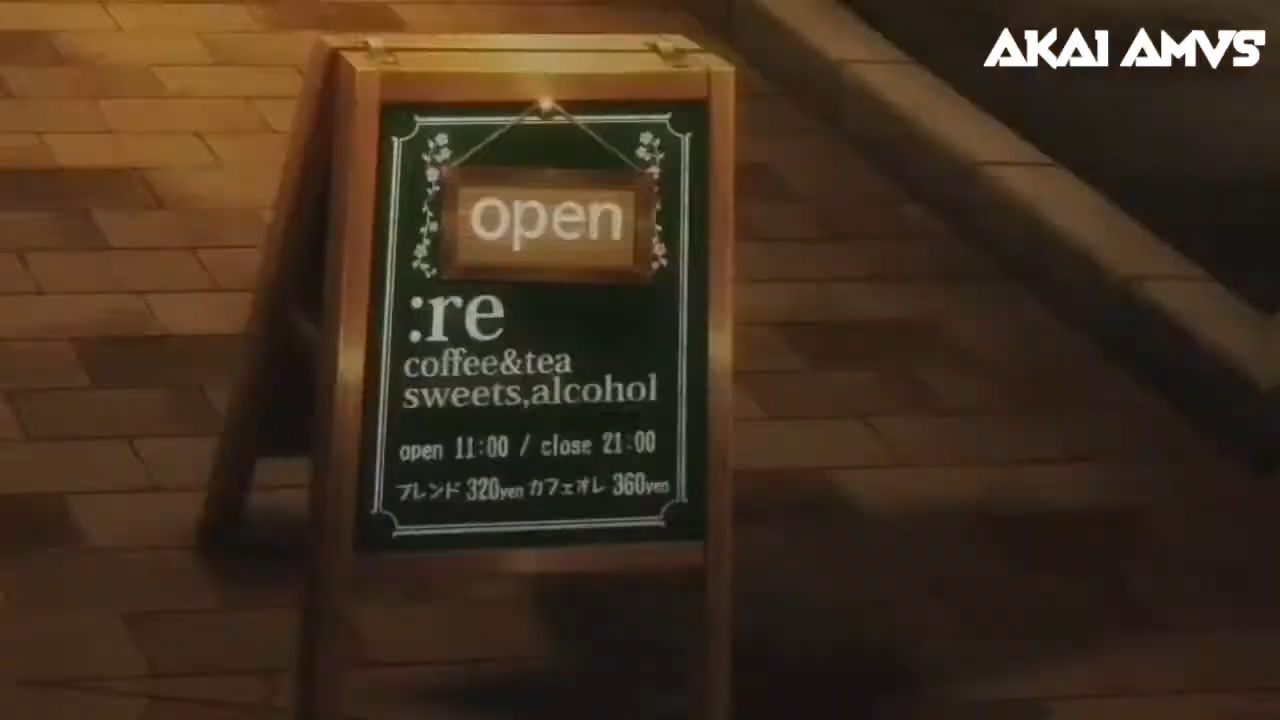 AKAI AMVS
open
:re
coffee&tea
sweets,alcohol
open 11:00 / close 21:00
ブレンド 320yen カフェオレ 360yen